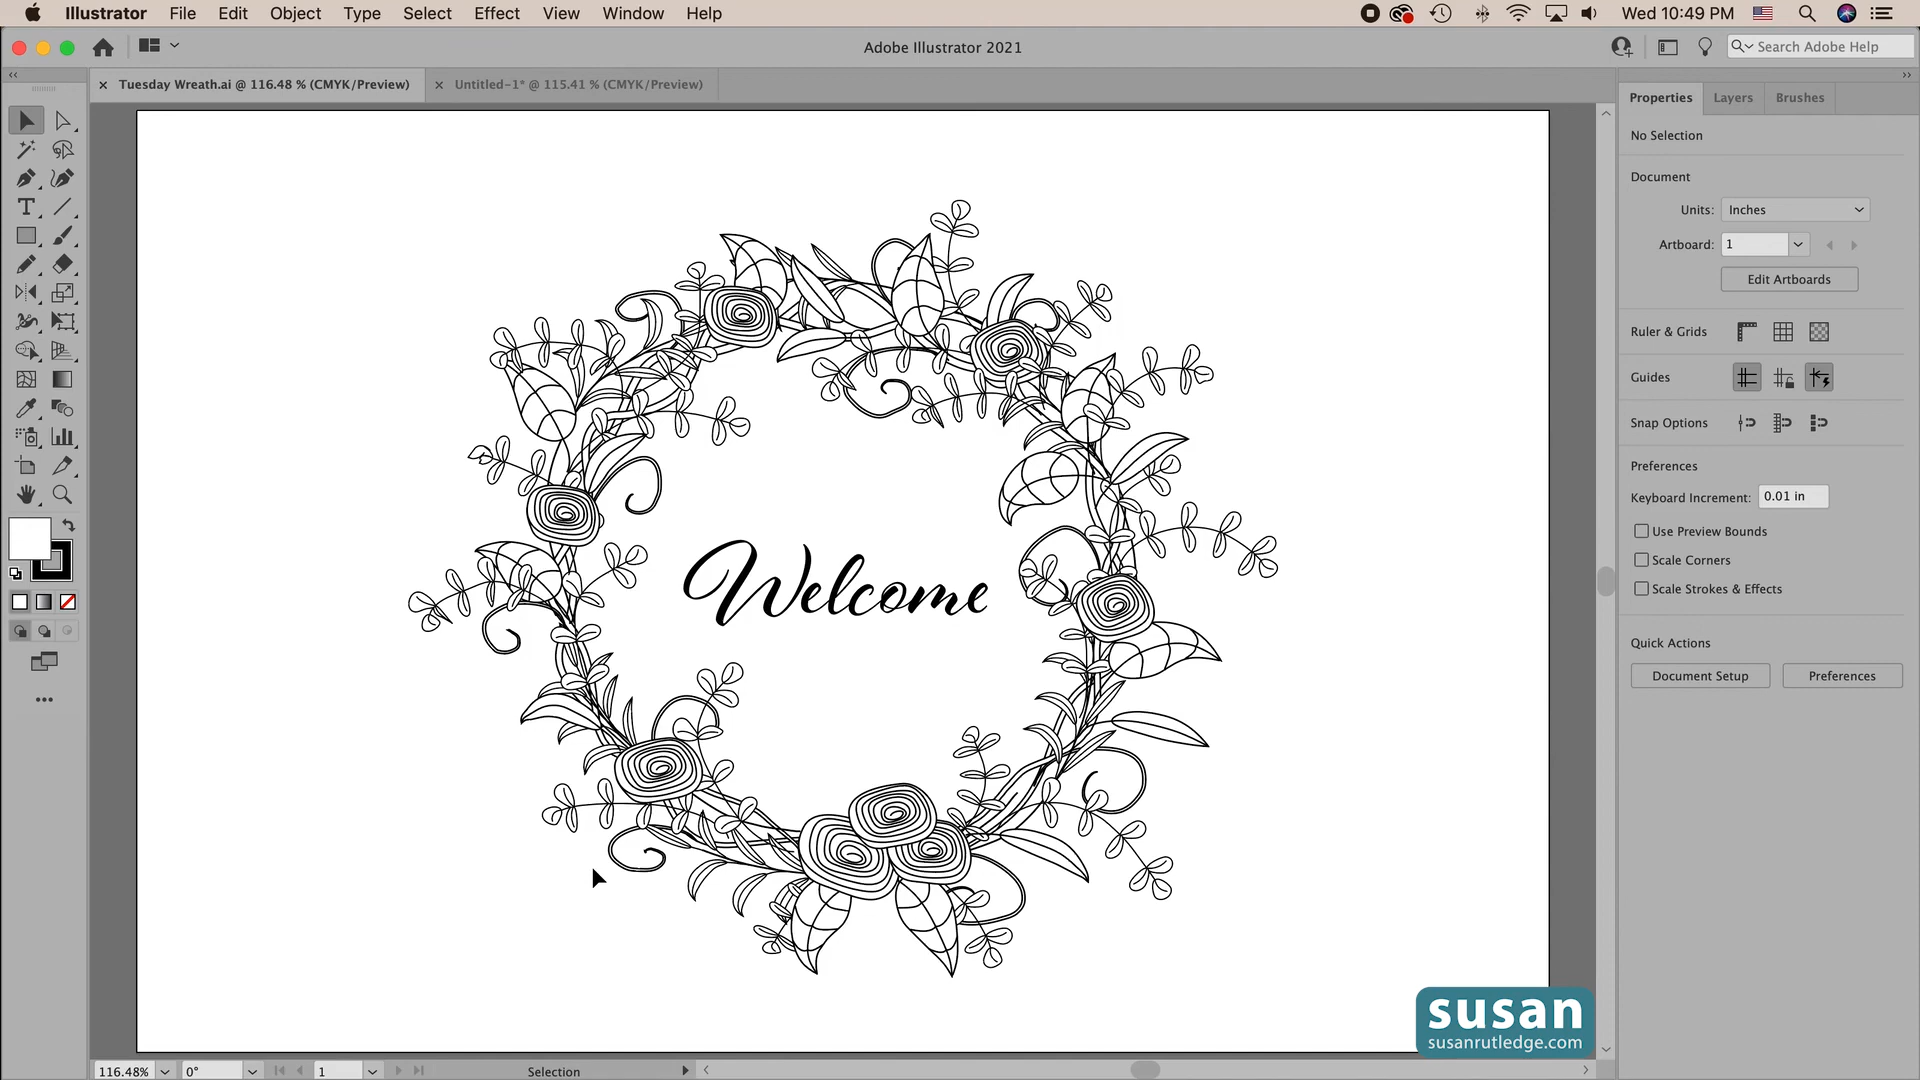 Illustrator File Edit Object Type Select Effect View Window Help Wed 10:49 PM
Adobe Illustrator 2021 Search Adobe Help
Tuesday Wreath.ai @ 116.48 % (CMYK/Preview) Untitled-1* @ 115.41 % (CMYK/Preview)
Properties Layers Brushes
No Selection
Document
Units: Inches
Artboard: 1
Edit Artboards
Ruler & Grids
Guides
Snap Options
Preferences
Keyboard Increment: 0.01 in
Use Preview Bounds
Scale Corners
Scale Strokes & Effects
Quick Actions
Document Setup Preferences
Welcome
susan
susanrutledge.com
116.48% 0° 1 Selection